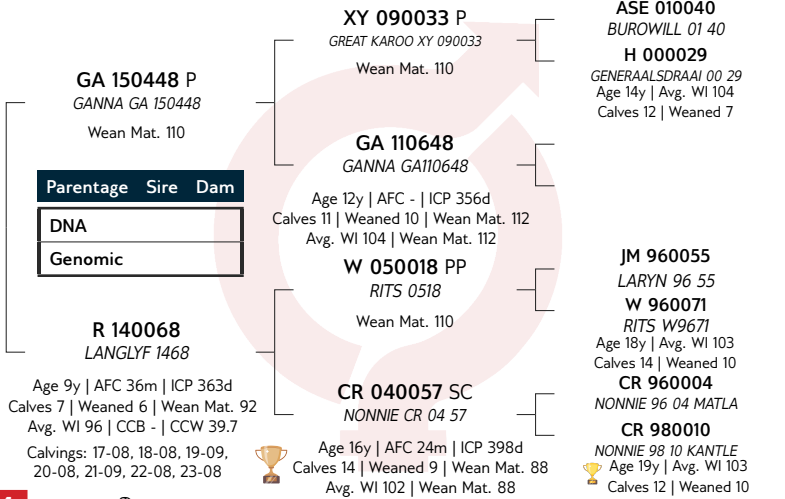 GA 150448 P
GANNA GA 150448
Wean Mat. 110
Parentage Sire Dam
DNA
Genomic
R 140068
LANGLYF 1468
Age 9y | AFC 36m | ICP 363d
Calves 7 | Weaned 6 | Wean Mat. 92
Avg. WI 96 | CCB - | CCW 39.7
Calvings: 17-08, 18-08, 19-09,
20-08, 21-09, 22-08, 23-08
XY 090033 P
GREAT KAROO XY 090033
Wean Mat. 110
GA 110648
GANNA GA110648
Age 12y | AFC - | ICP 356d
Calves 11 | Weaned 10 | Wean Mat. 112
Avg. WI 104 | Wean Mat. 112
W 050018 PP
RITS 0518
Wean Mat. 110
CR 040057 SC
NONNIE CR 04 57
Age 16y | AFC 24m | ICP 398d
Calves 14 | Weaned 9 | Wean Mat. 88
Avg. WI 102 | Wean Mat. 88
ASE 010040
BUROWILL 01 40
H 000029
GENERAALSDRAAI 00 29
Age 14y | Avg. WI 104
Calves 12 | Weaned 7
JM 960055
LARYN 96 55
W 960071
RITS W9671
Age 18y | Avg. WI 103
Calves 14 | Weaned 10
CR 960004
NONNIE 96 04 MATLA
CR 980010
NONNIE 98 10 KANTLE
Age 19y | Avg. WI 103
Calves 12 | Weaned 10